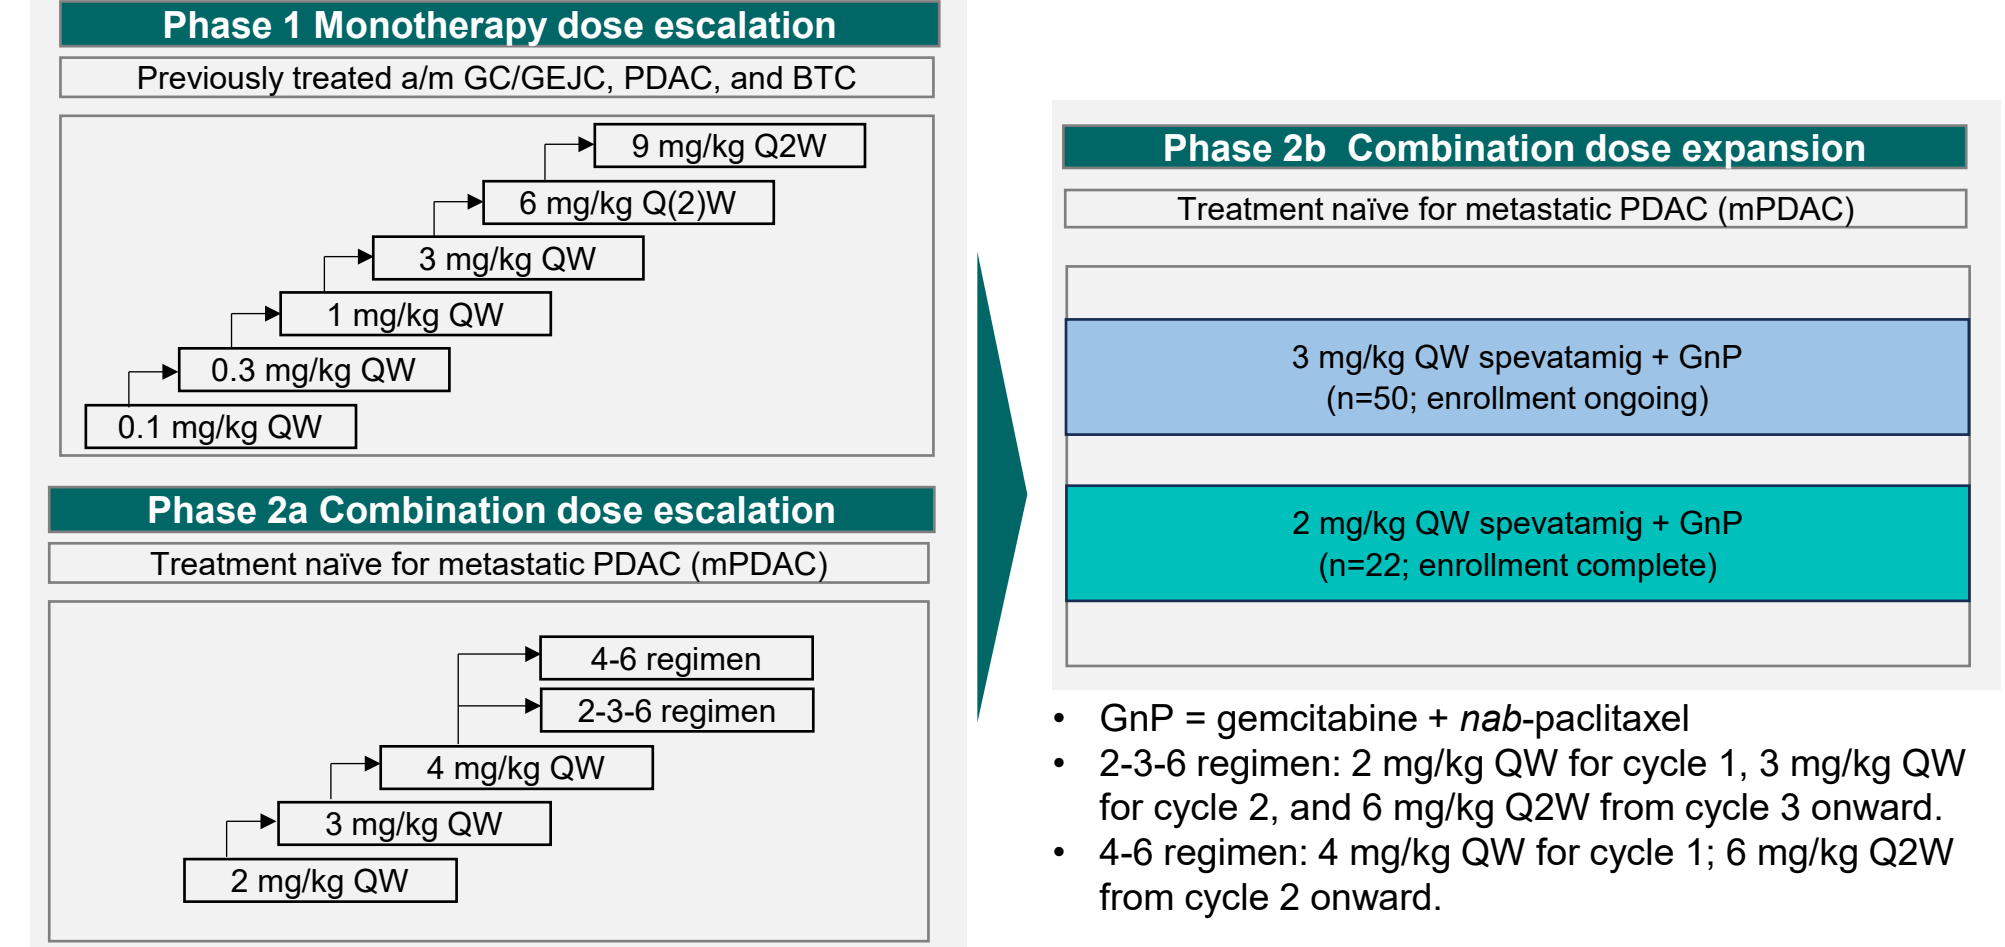 Phase 1 Monotherapy dose escalation
Previously treated a/m GC/GEJC, PDAC, and BTC
9 mg/kg Q2W
6 mg/kg Q(2)W
3 mg/kg QW
1 mg/kg QW
0.3 mg/kg QW
0.1 mg/kg QW
Phase 2a Combination dose escalation
Treatment naïve for metastatic PDAC (mPDAC)
4-6 regimen
2-3-6 regimen
4 mg/kg QW
3 mg/kg QW
2 mg/kg QW
Phase 2b  Combination dose expansion
Treatment naïve for metastatic PDAC (mPDAC)
3 mg/kg QW spevatamig + GnP
(n=50; enrollment ongoing)
2 mg/kg QW spevatamig + GnP
(n=22; enrollment complete)
• GnP = gemcitabine + nab-paclitaxel
• 2-3-6 regimen: 2 mg/kg QW for cycle 1, 3 mg/kg QW
for cycle 2, and 6 mg/kg Q2W from cycle 3 onward.
• 4-6 regimen: 4 mg/kg QW for cycle 1; 6 mg/kg Q2W
from cycle 2 onward.